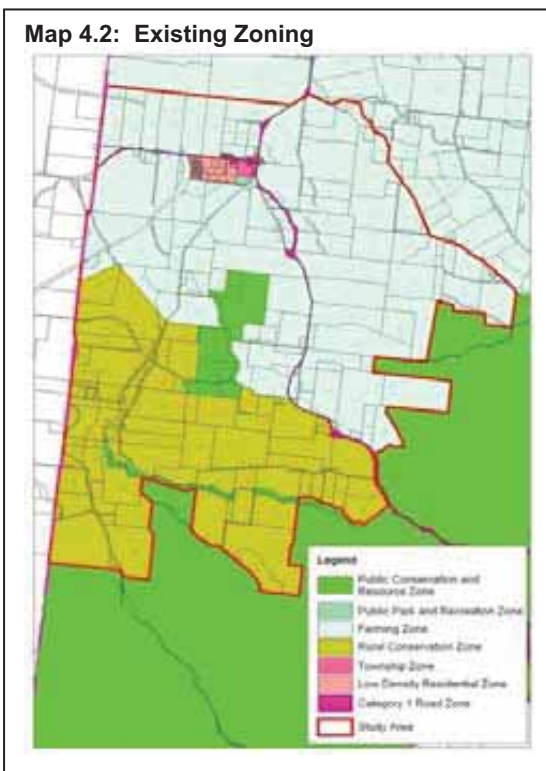 Map 4.2: Existing Zoning
Legend
Public Conservation and
Resource Zone
Public Park and Recreation Zone
Farming Zone
Rural Conservation Zone
Township Zone
Low Density Residential Zone
Category 1 Road Zone
Study Area